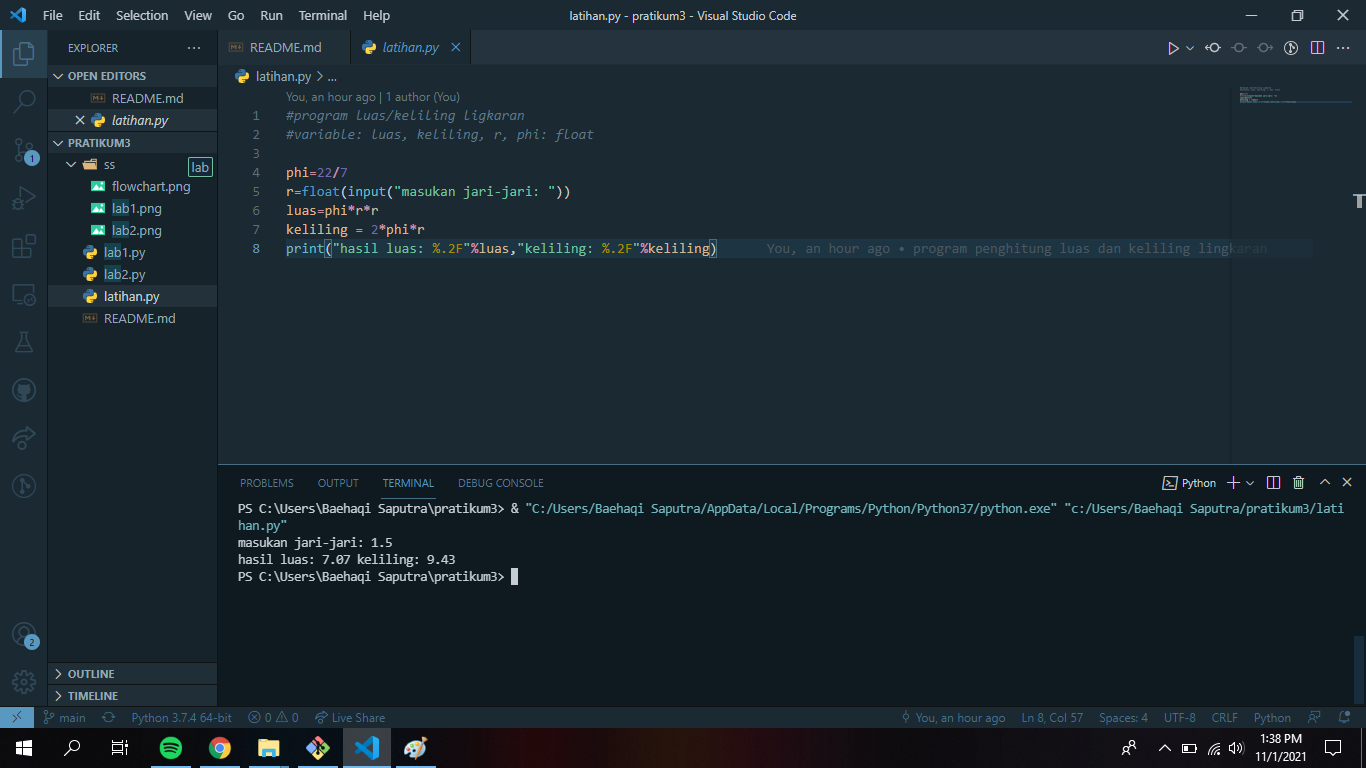 File Edit Selection View Go Run Terminal Help latihan.py - pratikum3 - Visual Studio Code
EXPLORER
OPEN EDITORS
README.md
latihan.py
PRATIKUM3
ss
lab
flowchart.png
lab1.png
lab2.png
lab1.py
lab2.py
latihan.py
README.md
OUTLINE
TIMELINE
1
2
README.md latihan.py
latihan.py > ...
You, an hour ago | 1 author (You)
1 #program luas/keliling ligkaran
2 #variable: luas, keliling, r, phi: float
3
4 phi=22/7
5 r=float(input("masukan jari-jari: "))
6 luas=phi*r*r
7 keliling = 2*phi*r
8 print("hasil luas: %.2F"%luas,"keliling: %.2F"%keliling) You, an hour ago • program penghitung luas dan keliling lingkaran
PROBLEMS OUTPUT TERMINAL DEBUG CONSOLE Python
PS C:\Users\Baehaqi Saputra\pratikum3> & "C:/Users/Baehaqi Saputra/AppData/Local/Programs/Python/Python37/python.exe" "c:/Users/Baehaqi Saputra/pratikum3/lati
han.py"
masukan jari-jari: 1.5
hasil luas: 7.07 keliling: 9.43
PS C:\Users\Baehaqi Saputra\pratikum3>
main Python 3.7.4 64-bit 0 0 Live Share You, an hour ago Ln 8, Col 57 Spaces: 4 UTF-8 CRLF Python
1:38 PM
11/1/2021